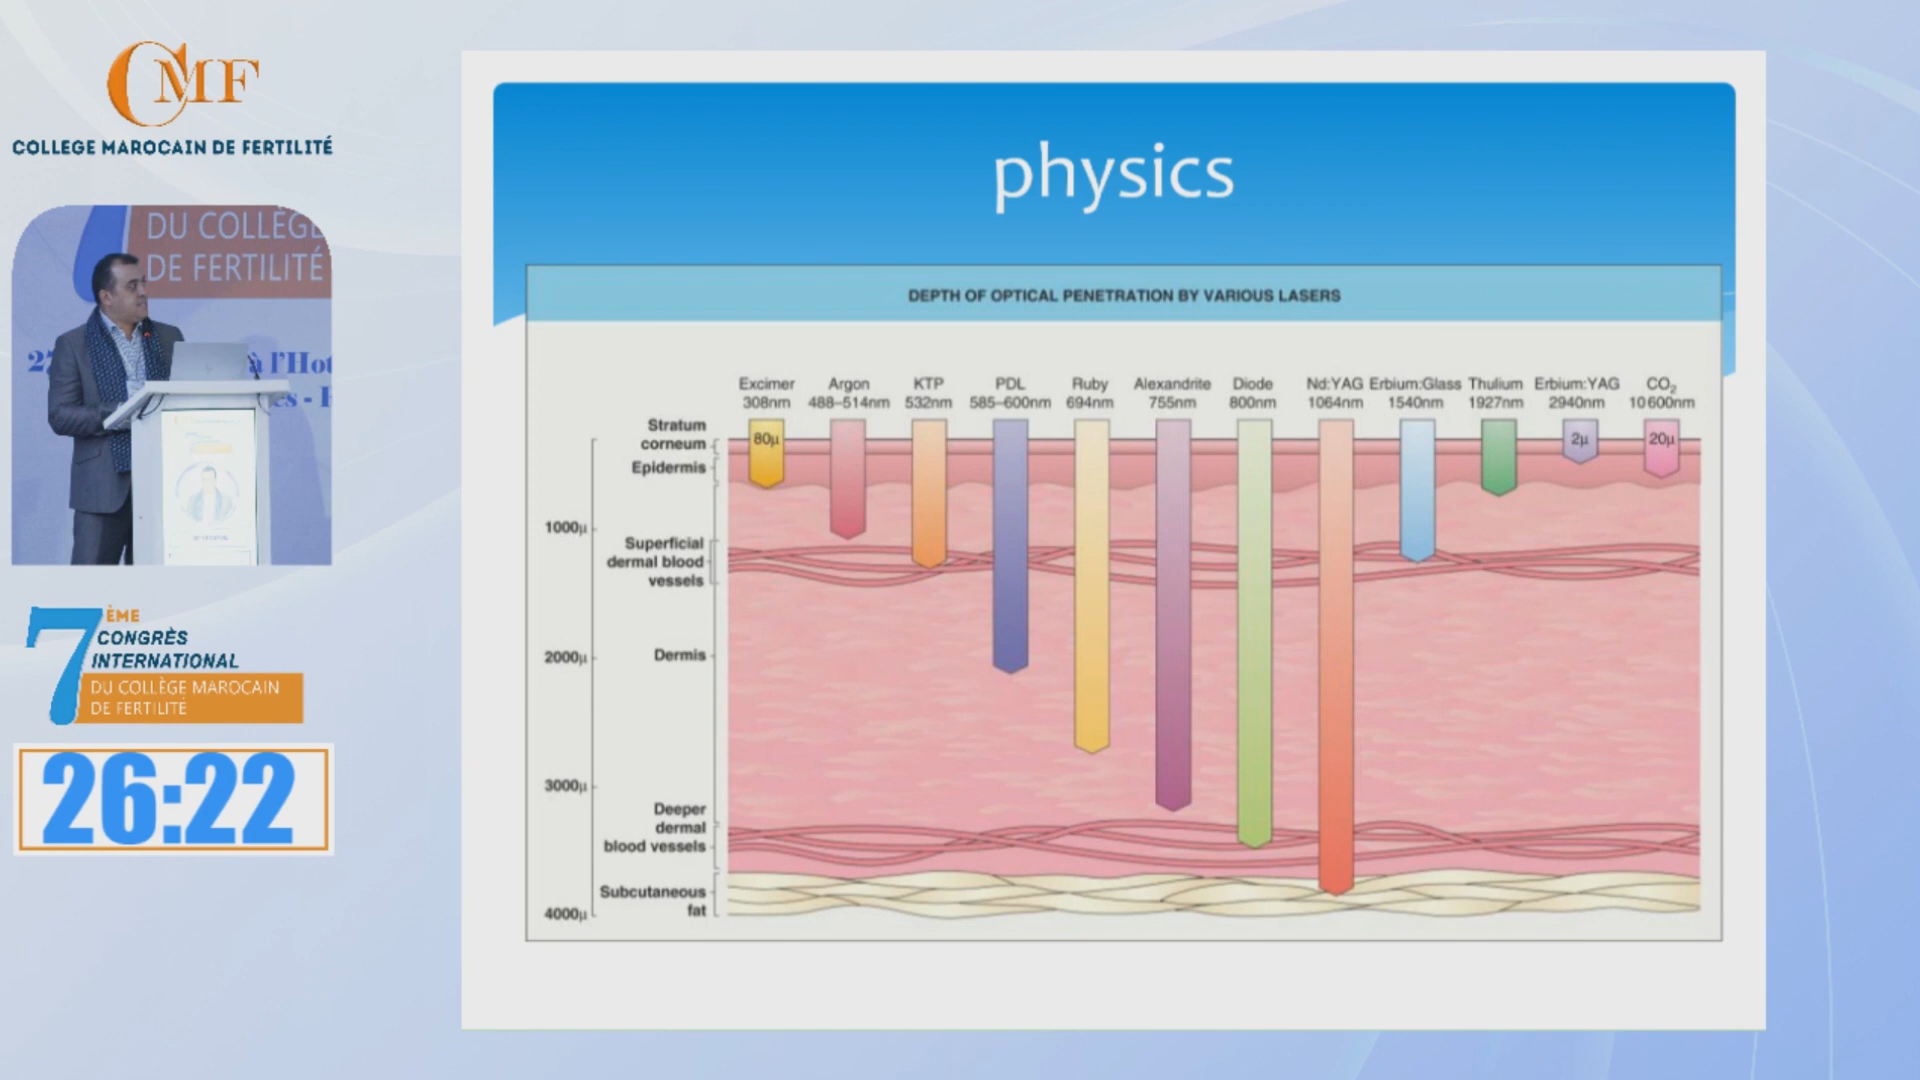 CMF
COLLEGE MAROCAIN DE FERTILITÉ
DU COLLÈG
DE FERTILITÉ
à l'Hot
7ÈME
CONGRÈS
INTERNATIONAL
DU COLLÈGE MAROCAIN
DE FERTILITÉ
26:22
physics
DEPTH OF OPTICAL PENETRATION BY VARIOUS LASERS
Excimer Argon KTP PDL Ruby Alexandrite Diode Nd:YAG Erbium:Glass Thulium Erbium:YAG CO₂
308nm 488–514nm 532nm 585–600nm 694nm 755nm 800nm 1064nm 1540nm 1927nm 2940nm 10600nm
Stratum
corneum
80µ 2µ 20µ
Epidermis
1000µ
Superficial
dermal blood
vessels
2000µ
Dermis
3000µ
Deeper
dermal
blood vessels
Subcutaneous
fat
4000µ